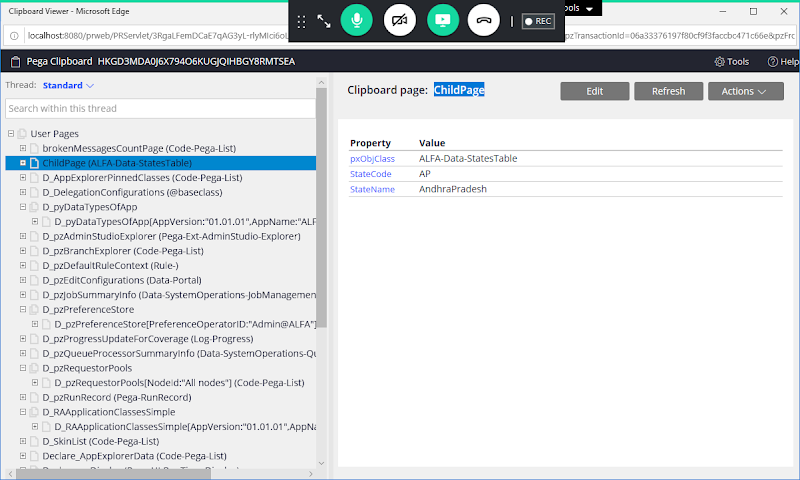 Clipboard Viewer - Microsoft Edge
ools
REC
localhost:8080/prweb/PRServlet/3RgaLFemDCaE7qAG3yL-rlyMIci6oL
pzTransactionId=06a33376197f80cf9f3faccbc471c66e&pzFrc
Pega Clipboard HKGD3MDA0J6X794O6KUGJQIHBGY8RMTSEA
Tools
Help
Thread: Standard
Search within this thread
User Pages
brokenMessagesCountPage (Code-Pega-List)
ChildPage (ALFA-Data-StatesTable)
D_AppExplorerPinnedClasses (Code-Pega-List)
D_DelegationConfigurations (@baseclass)
D_pyDataTypesOfApp
D_pyDataTypesOfApp[AppVersion:"01.01.01",AppName:"ALF
D_pzAdminStudioExplorer (Pega-Ext-AdminStudio-Explorer)
D_pzBranchExplorer (Code-Pega-List)
D_pzDefaultRuleContext (Rule-)
D_pzEditConfigurations (Data-Portal)
D_pzJobSummaryInfo (Data-SystemOperations-JobManagemen
D_pzPreferenceStore
D_pzPreferenceStore[PreferenceOperatorID:"Admin@ALFA"]
D_pzProgressUpdateForCoverage (Log-Progress)
D_pzQueueProcessorSummaryInfo (Data-SystemOperations-Qu
D_pzRequestorPools
D_pzRequestorPools[NodeId:"All nodes"] (Code-Pega-List)
D_pzRunRecord (Pega-RunRecord)
D_RAApplicationClassesSimple
D_RAApplicationClassesSimple[AppVersion:"01.01.01",AppNa
D_SkinList (Code-Pega-List)
Declare_AppExplorerData (Code-Pega-List)
Clipboard page: ChildPage
Edit
Refresh
Actions
Property Value
pxObjClass ALFA-Data-StatesTable
StateCode AP
StateName AndhraPradesh